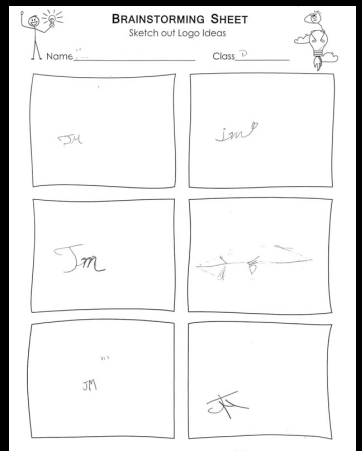 BRAINSTORMING SHEET
Sketch out Logo Ideas
Name Class D
JM
jm
Jm
JM